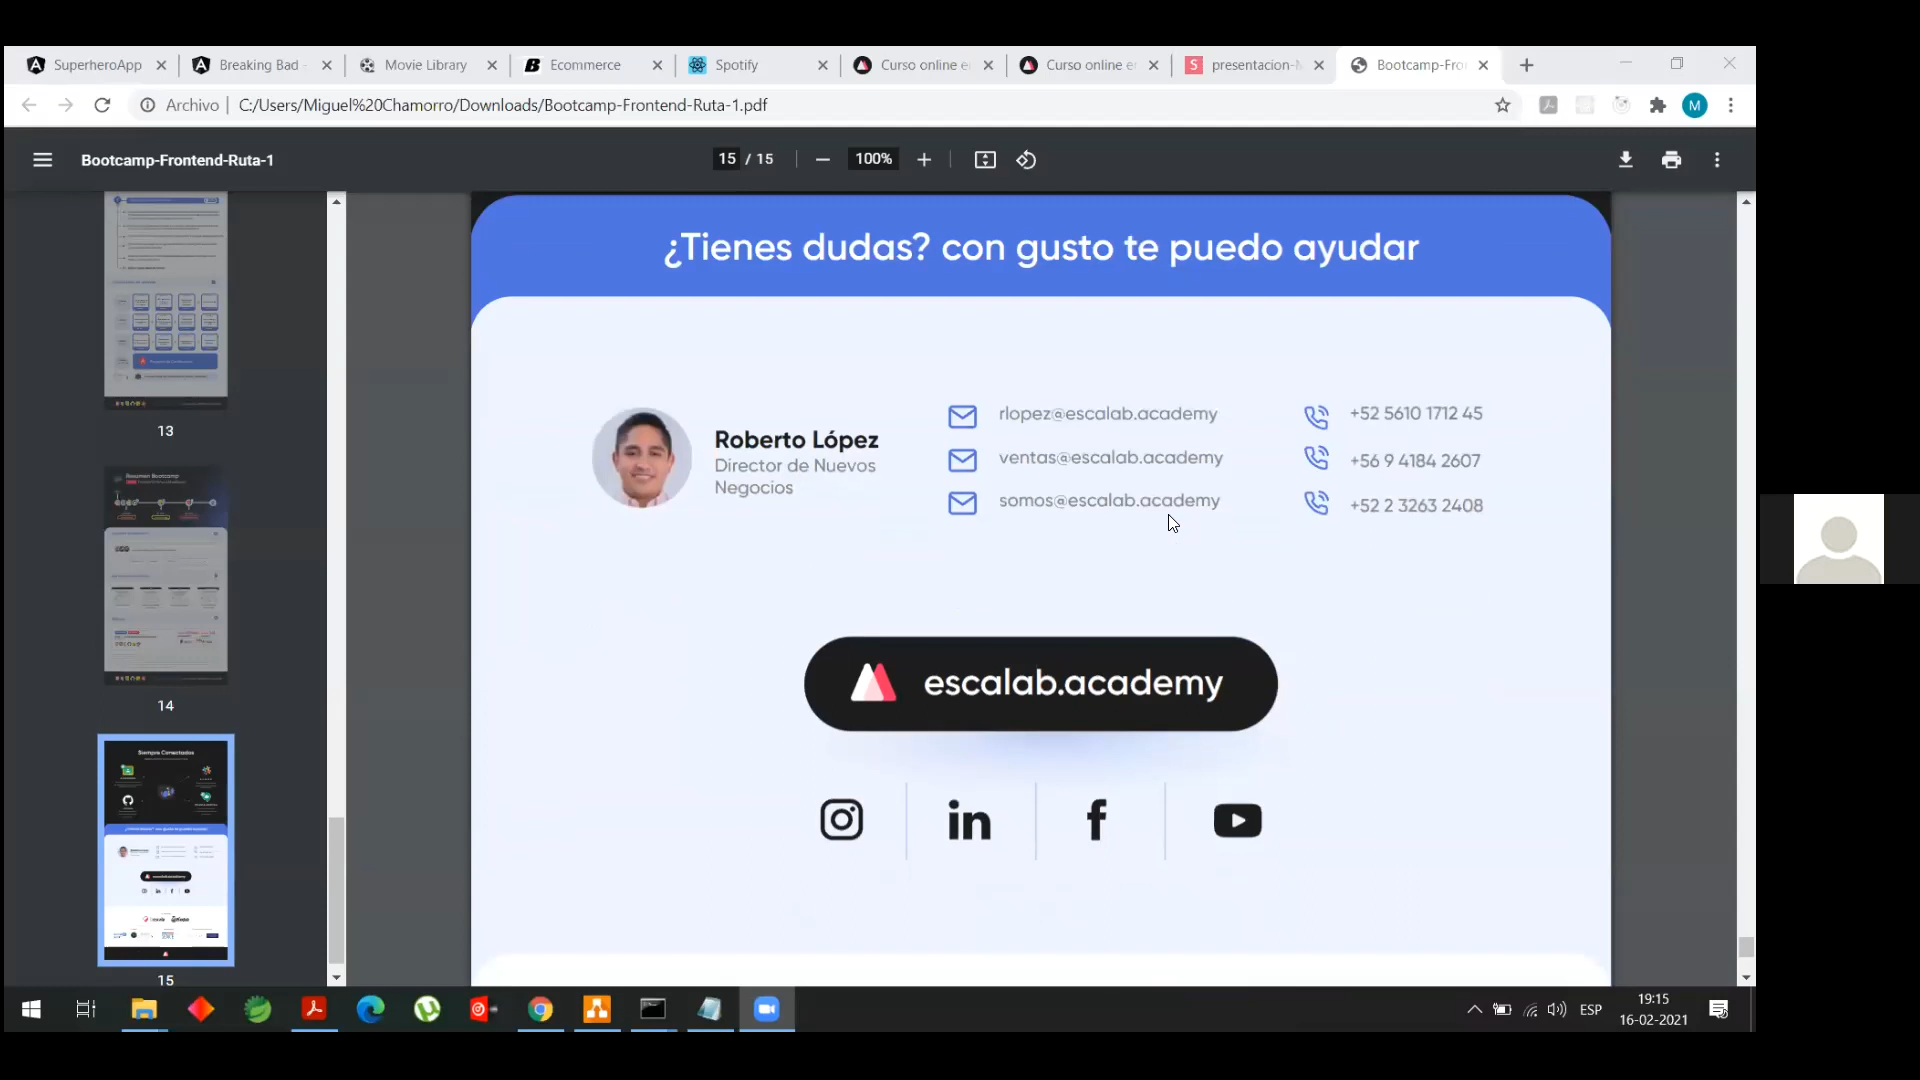 SuperheroApp
Breaking Bad
Movie Library
Ecommerce
Spotify
Curso online e
Curso online e
presentacion-
Bootcamp-Fro
Archivo
C:/Users/Miguel%20Chamorro/Downloads/Bootcamp-Frontend-Ruta-1.pdf
M
Bootcamp-Frontend-Ruta-1
15 / 15
100%
¿Tienes dudas? con gusto te puedo ayudar
Roberto López
Director de Nuevos
Negocios
rlopez@escalab.academy
ventas@escalab.academy
somos@escalab.academy
+52 5610 1712 45
+56 9 4184 2607
+52 2 3263 2408
escalab.academy
13
Resumen Bootcamp
14
Siempre Conectados
15
ESP
19:15
16-02-2021